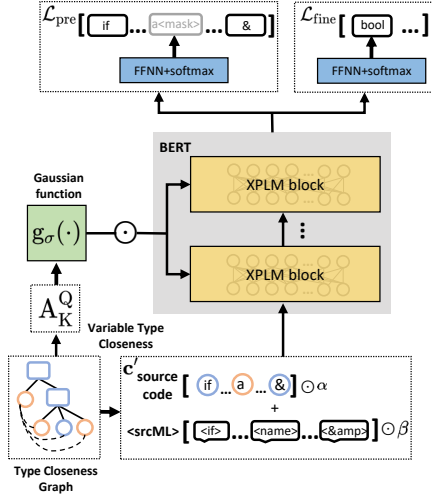 ℒpre [ if ... a<mask> ... & ]
FFNN+softmax
ℒfine [ bool ... ]
FFNN+softmax
BERT
XPLM block
...
XPLM block
Gaussian
function
gσ(·)
⊙
A Q K
Variable Type
Closeness
Type Closeness
Graph
c′
source
code [ if ... a ... & ] ⊙ α
+
<srcML> [ <if> ... <name> ... <&amp> ] ⊙ β